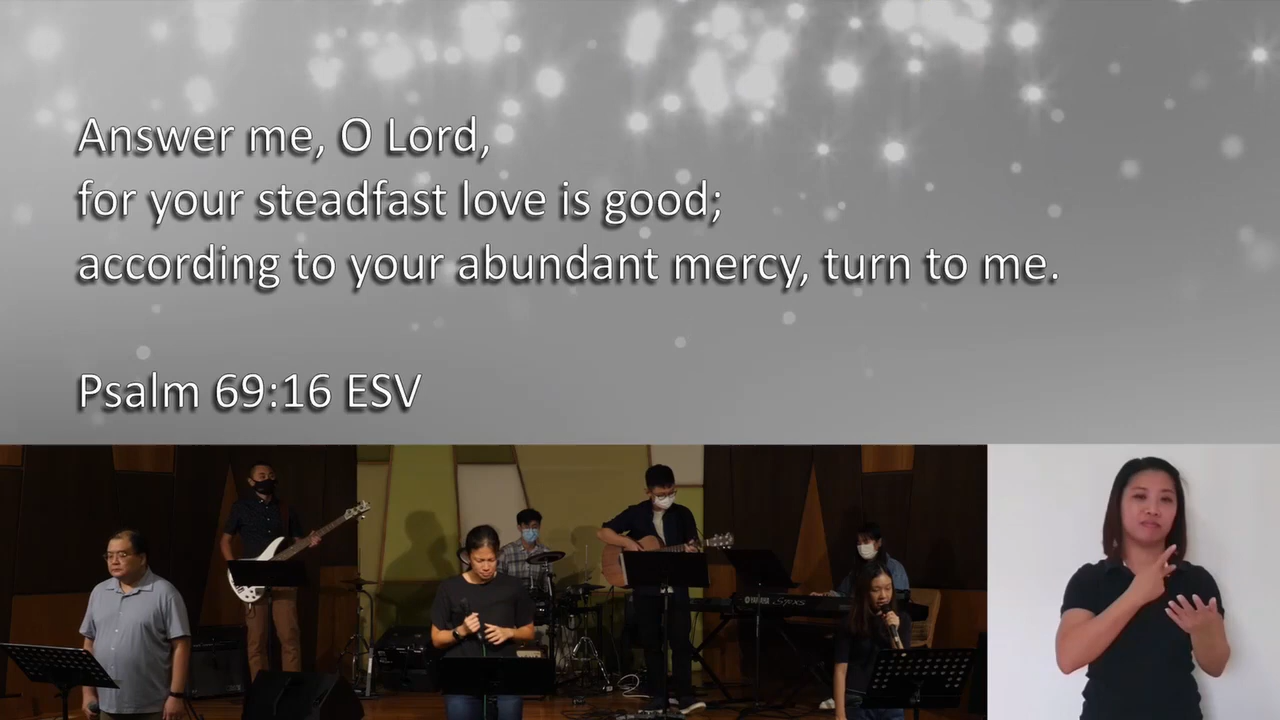 Answer me, O Lord,
for your steadfast love is good;
according to your abundant mercy, turn to me.
Psalm 69:16 ESV